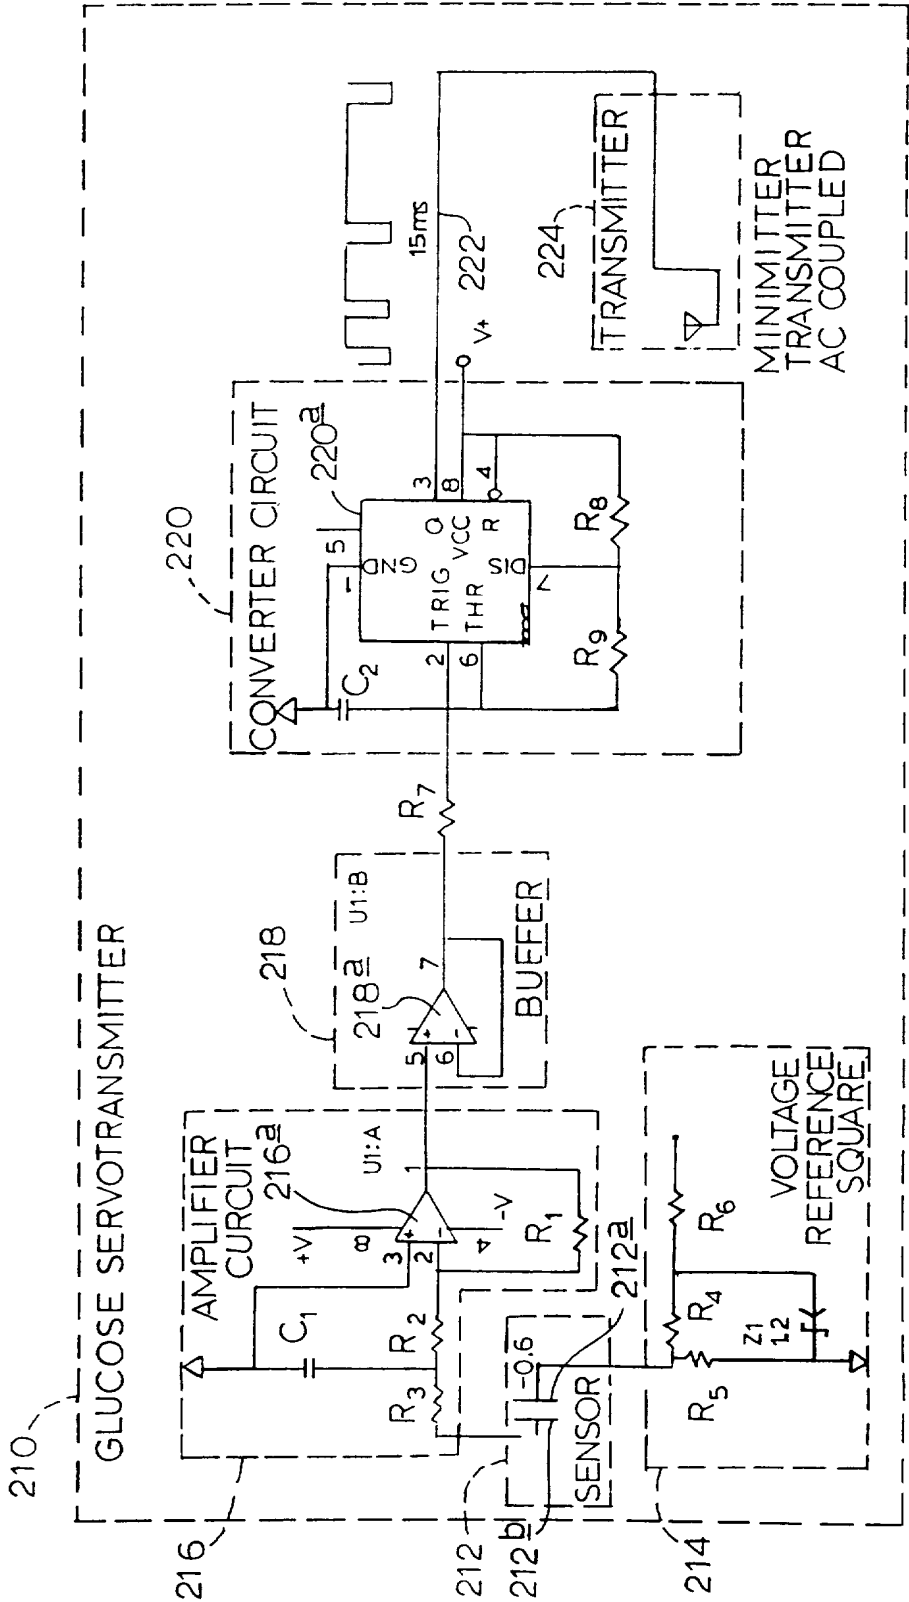 210
GLUCOSE SERVOTRANSMITTER
216
AMPLIFIER
CURCUIT
216a
U1:A
+V
8
3
2
1
4
-V
C1
R1
R2
R3
212
212b
212a
-0.6
SENSOR
214
R4
R5
R6
Z1
1.2
VOLTAGE
REFERENCE
SQUARE
218
218a
U1:B
5
6
7
BUFFER
R7
220
CONVERTER CIRCUIT
220a
C2
1
5
GND
2
TRIG
6
THR
Q
3
VCC
8
R
4
DIS
7
R9
R8
V+
15ms
222
224
TRANSMITTER
MINIMITTER
TRANSMITTER
AC COUPLED